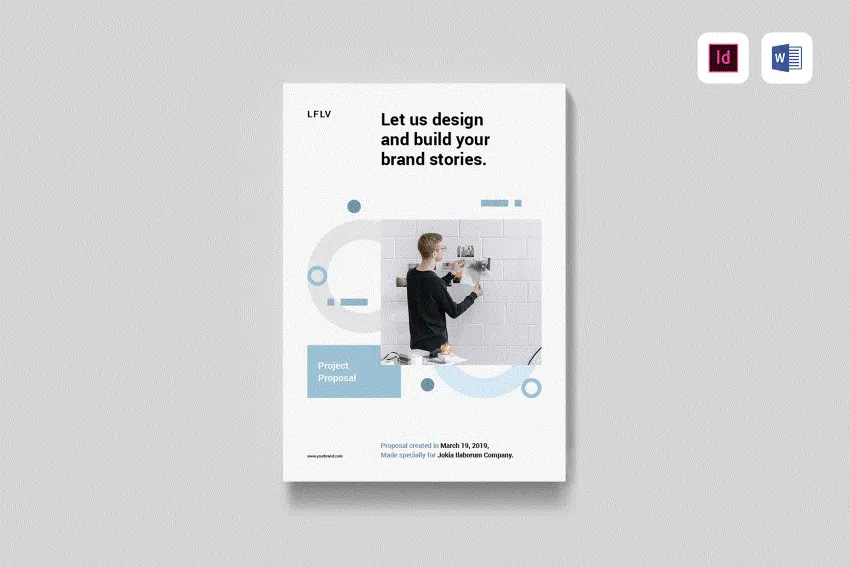 Id
W
LFLV
Let us design
and build your
brand stories.
Project
Proposal
Proposal created in March 19, 2019,
Made specially for Jokia Ilaborum Company.
www.yourbrand.com